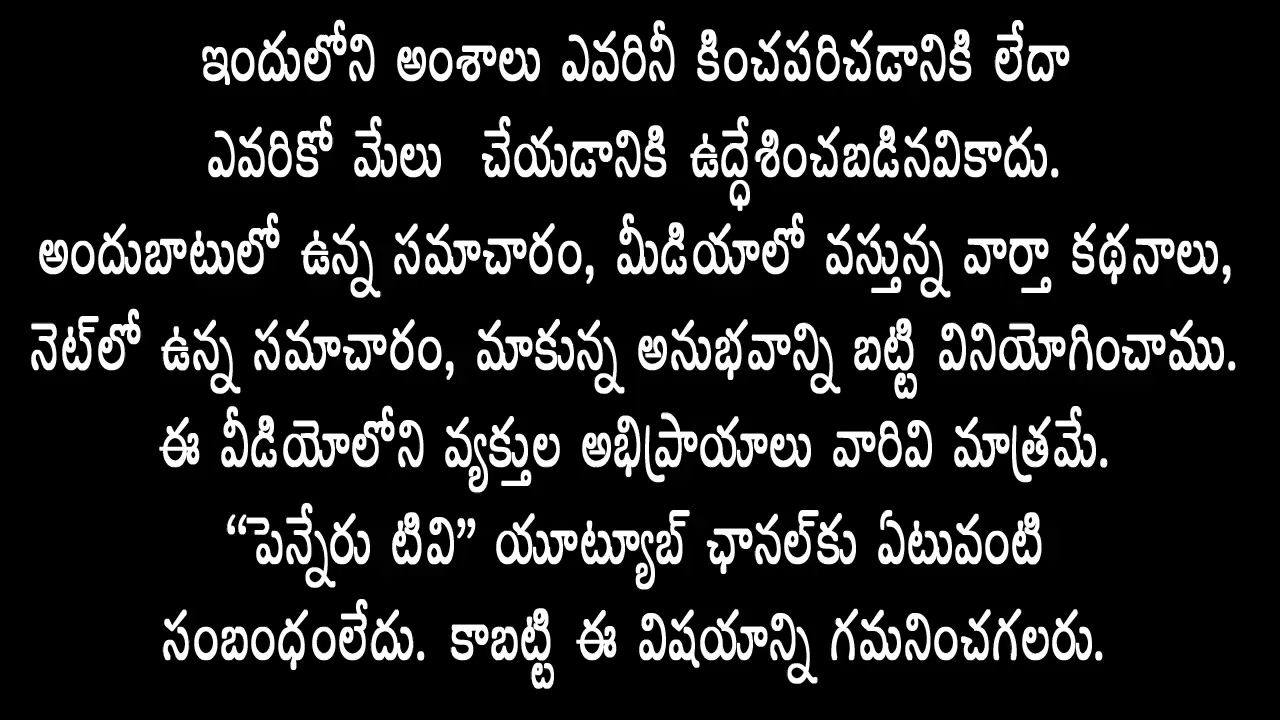 ఇందులోని అంశాలు ఎవరినీ కించపరిచడానికి లేదా
ఎవరికో మేలు చేయడానికి ఉద్ధేశించబడినవికాదు.
అందుబాటులో ఉన్న సమాచారం, మీడియాలో వస్తున్న వార్తా కథనాలు,
నెట్‌లో ఉన్న సమాచారం, మాకున్న అనుభవాన్ని బట్టి వినియోగించాము.
ఈ వీడియోలోని వ్యక్తుల అభిప్రాయాలు వారివి మాత్రమే.
“పెన్నేరు టివి” యూట్యూబ్ ఛానల్‌కు ఏటువంటి
సంబంధంలేదు. కాబట్టి ఈ విషయాన్ని గమనించగలరు.